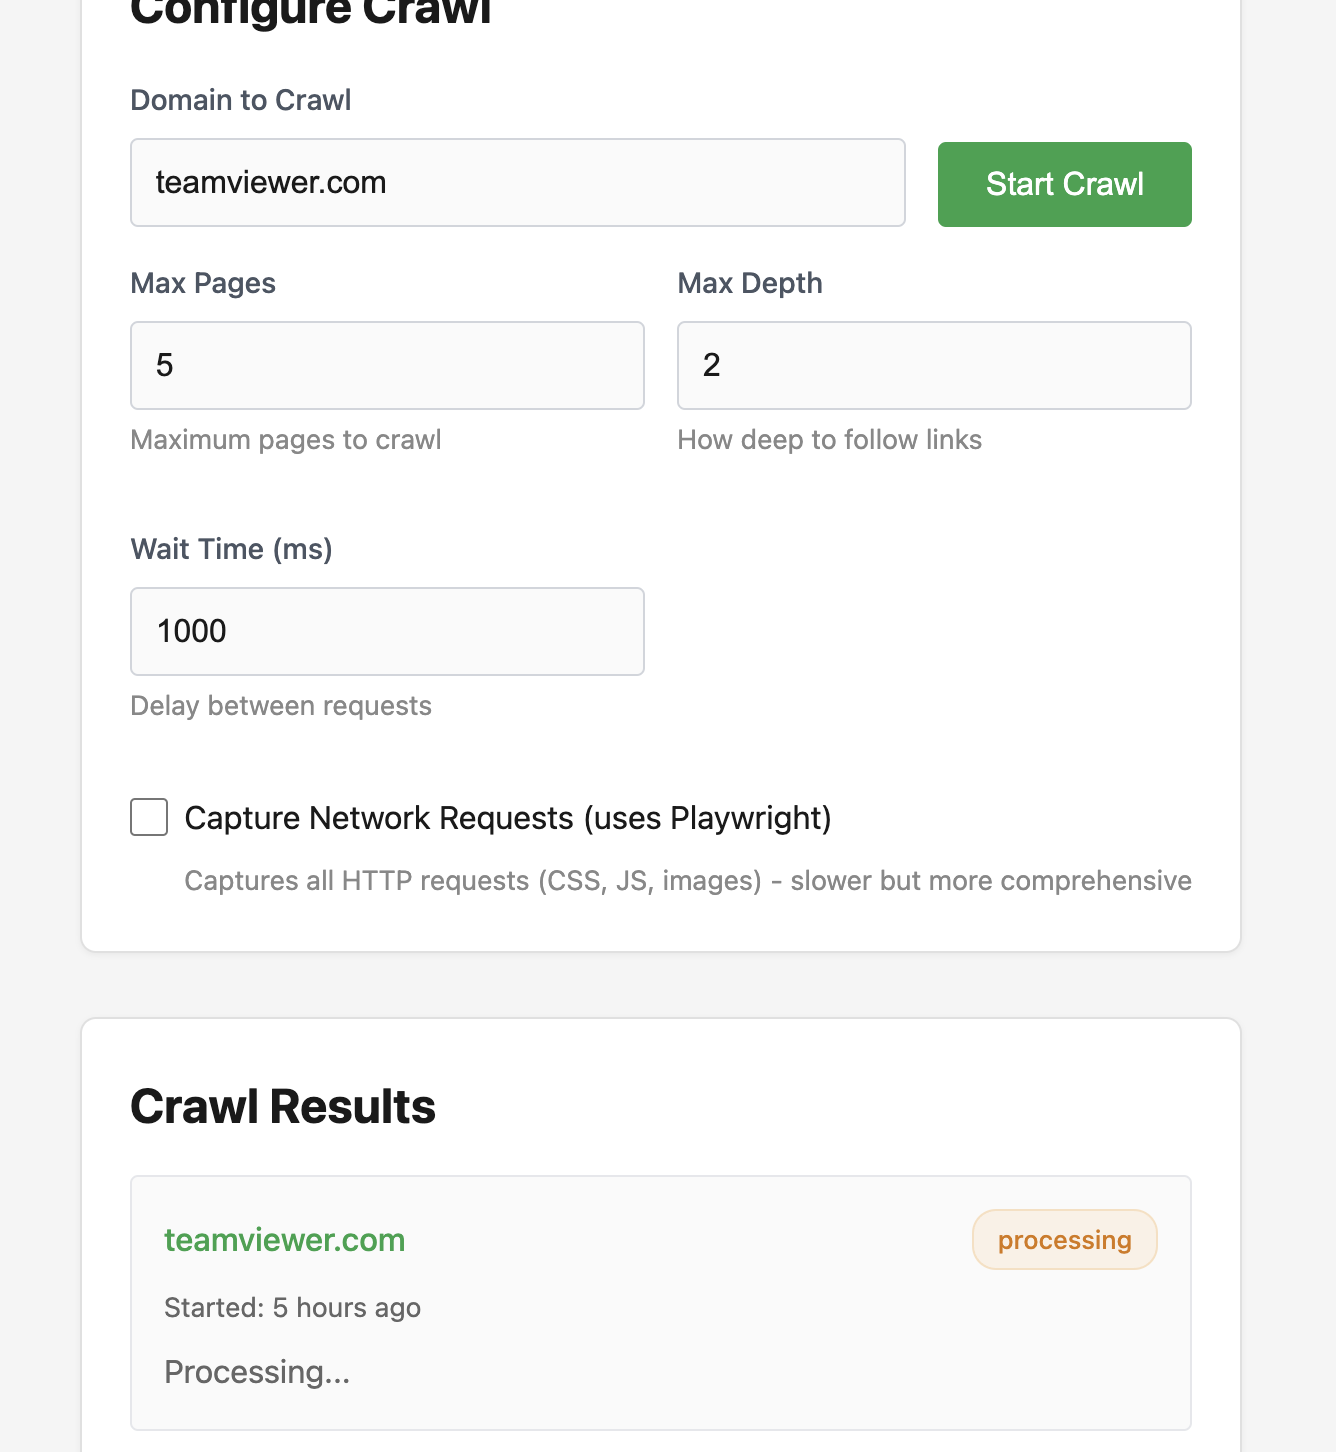 Configure Crawl
Domain to Crawl
teamviewer.com
Start Crawl
Max Pages
Max Depth
5
2
Maximum pages to crawl
How deep to follow links
Wait Time (ms)
1000
Delay between requests
Capture Network Requests (uses Playwright)
Captures all HTTP requests (CSS, JS, images) - slower but more comprehensive
Crawl Results
teamviewer.com
processing
Started: 5 hours ago
Processing...